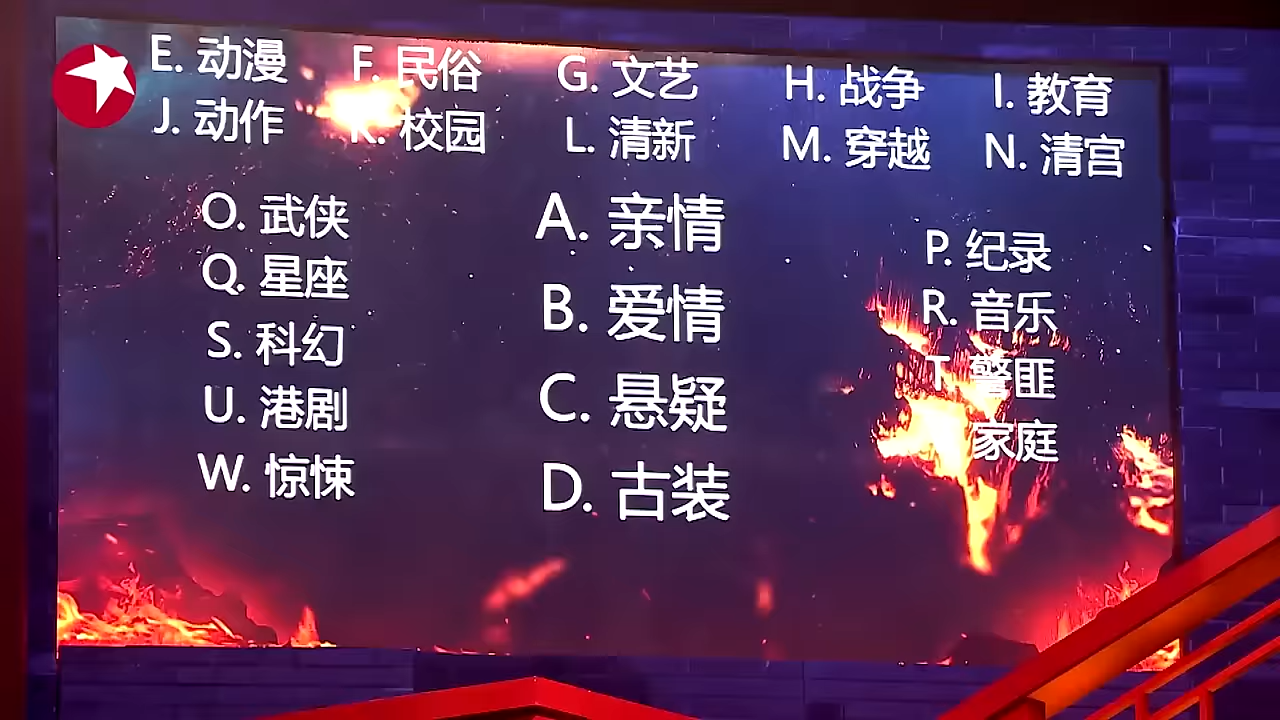 E. 动漫 F. 民俗 G. 文艺 H. 战争 I. 教育
J. 动作 K. 校园 L. 清新 M. 穿越 N. 清宫
O. 武侠
Q. 星座
S. 科幻
U. 港剧
W. 惊悚
A. 亲情
B. 爱情
C. 悬疑
D. 古装
P. 纪录
R. 音乐
T. 警匪
家庭